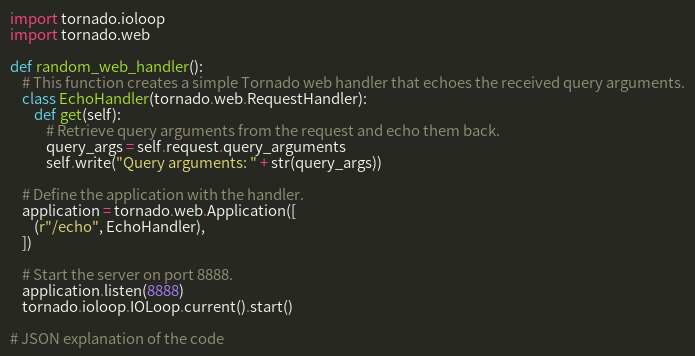 import tornado.ioloop
import tornado.web

def random_web_handler():
    # This function creates a simple Tornado web handler that echoes the received query arguments.
    class EchoHandler(tornado.web.RequestHandler):
        def get(self):
            # Retrieve query arguments from the request and echo them back.
            query_args = self.request.query_arguments
            self.write("Query arguments: " + str(query_args))

    # Define the application with the handler.
    application = tornado.web.Application([
        (r"/echo", EchoHandler),
    ])

    # Start the server on port 8888.
    application.listen(8888)
    tornado.ioloop.IOLoop.current().start()

# JSON explanation of the code